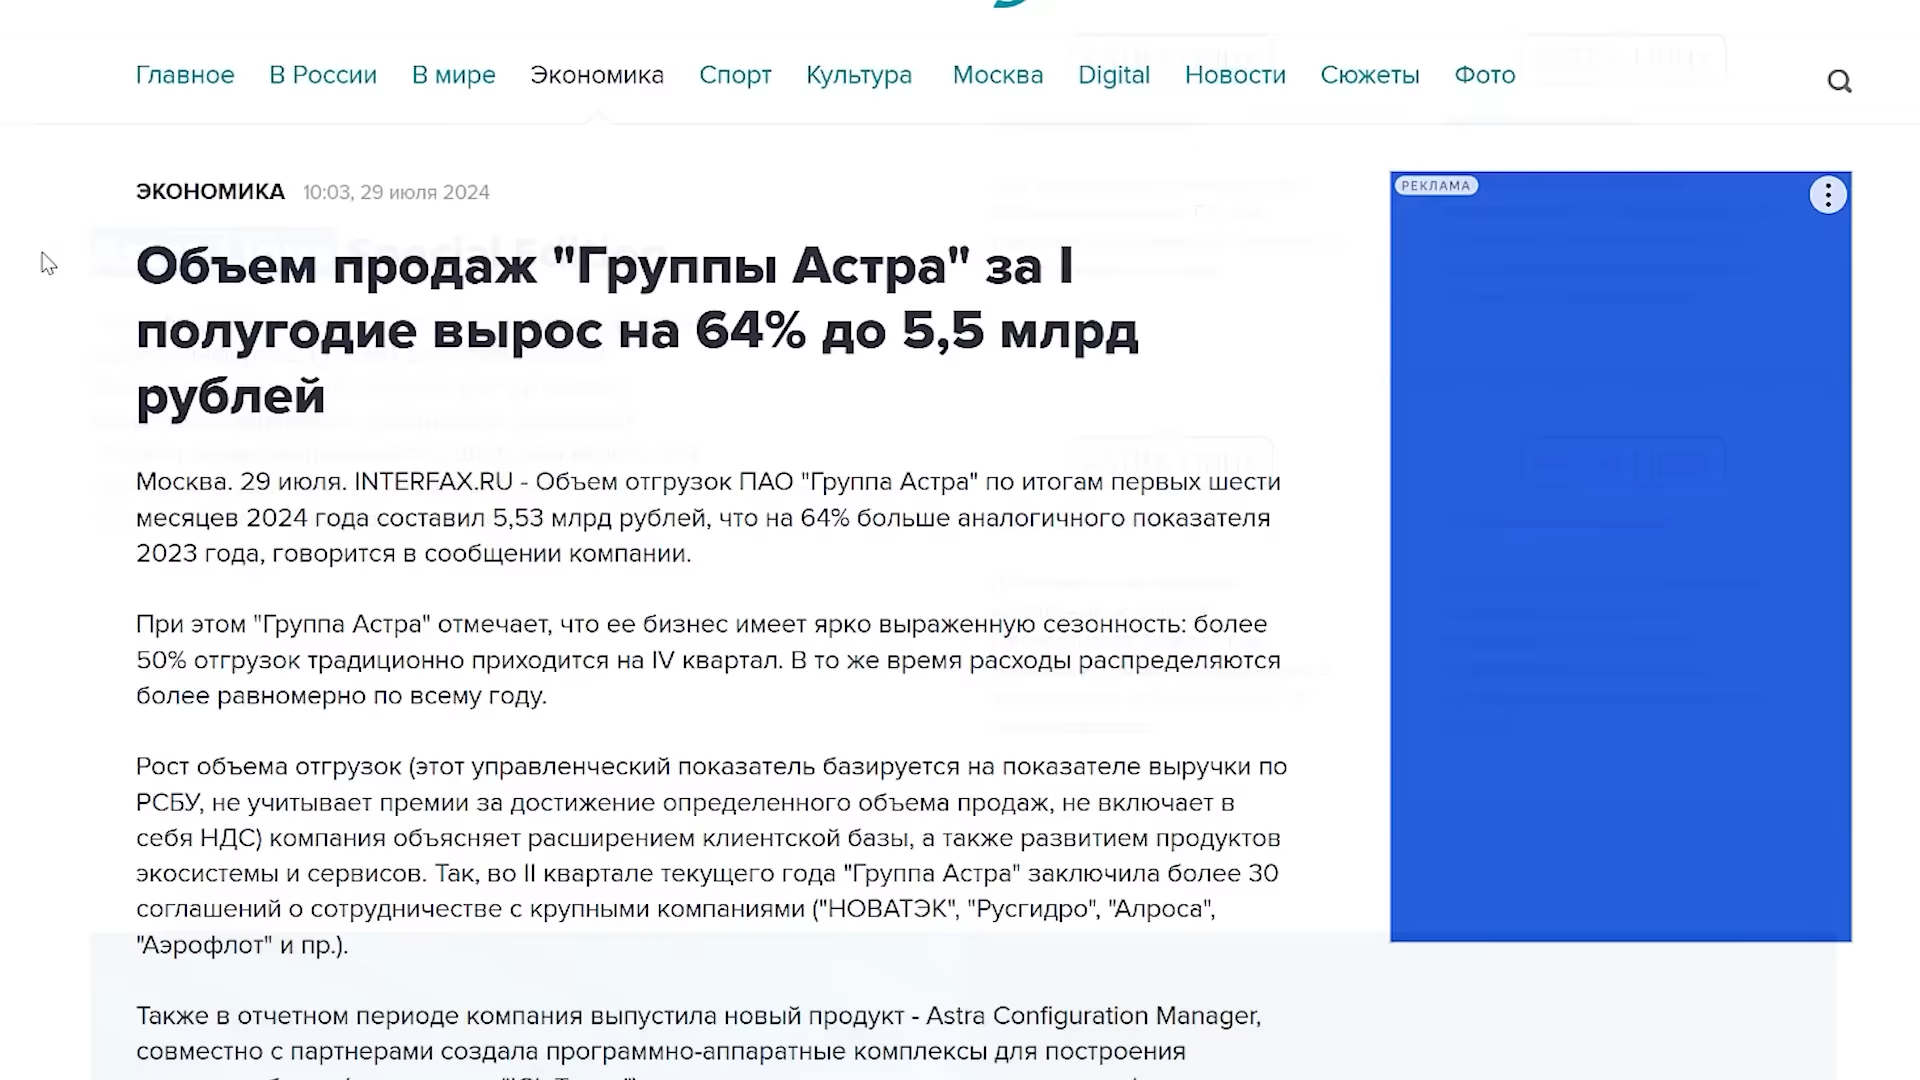 Главное В России В мире Экономика Спорт Культура Москва Digital Новости Сюжеты Фото
ЭКОНОМИКА 10:03, 29 июля 2024
РЕКЛАМА
Объем продаж "Группы Астра" за I
полугодие вырос на 64% до 5,5 млрд
рублей
Москва. 29 июля. INTERFAX.RU - Объем отгрузок ПАО "Группа Астра" по итогам первых шести
месяцев 2024 года составил 5,53 млрд рублей, что на 64% больше аналогичного показателя
2023 года, говорится в сообщении компании.
При этом "Группа Астра" отмечает, что ее бизнес имеет ярко выраженную сезонность: более
50% отгрузок традиционно приходится на IV квартал. В то же время расходы распределяются
более равномерно по всему году.
Рост объема отгрузок (этот управленческий показатель базируется на показателе выручки по
РСБУ, не учитывает премии за достижение определенного объема продаж, не включает в
себя НДС) компания объясняет расширением клиентской базы, а также развитием продуктов
экосистемы и сервисов. Так, во II квартале текущего года "Группа Астра" заключила более 30
соглашений о сотрудничестве с крупными компаниями ("НОВАТЭК", "Русгидро", "Алроса",
"Аэрофлот" и пр.).
Также в отчетном периоде компания выпустила новый продукт - Astra Configuration Manager,
совместно с партнерами создала программно-аппаратные комплексы для построения